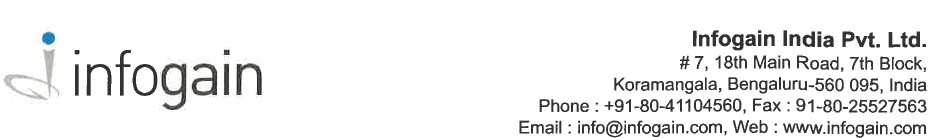 infogain
Infogain India Pvt. Ltd.
# 7, 18th Main Road, 7th Block,
Koramangala, Bengaluru-560 095, India
Phone : +91-80-41104560, Fax : 91-80-25527563
Email : info@infogain.com, Web : www.infogain.com